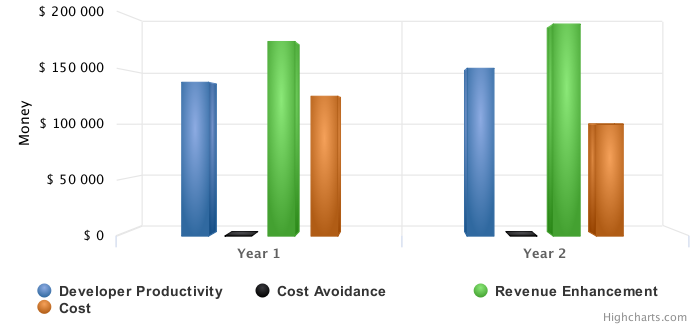 $ 200 000
$ 150 000
$ 100 000
$ 50 000
$ 0
Money
Year 1
Year 2
Developer Productivity
Cost Avoidance
Revenue Enhancement
Cost
Highcharts.com